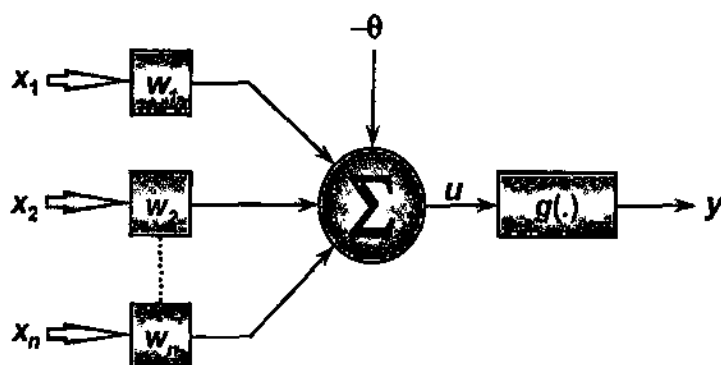 −θ
x₁ w₁
x₂ w₂ Σ u g(.) y
xₙ wₙ